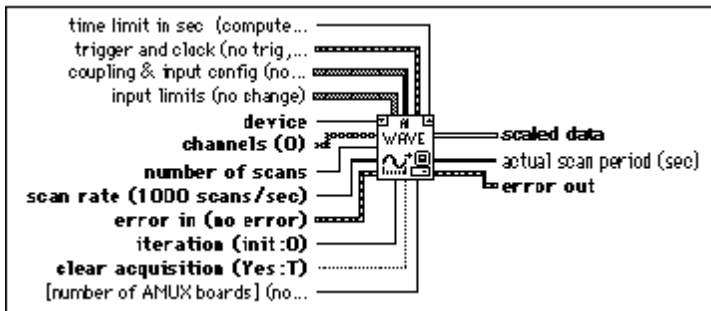 time limit in sec (compute...
trigger and clock (no trig,...
coupling & input config (no...
input limits (no change)
device
channels (0)
number of scans
scan rate (1000 scans/sec)
error in (no error)
iteration (init:0)
clear acquisition (Yes:T)
[number of AMUX boards] (no...
AI
WAVE
scaled data
actual scan period (sec)
error out